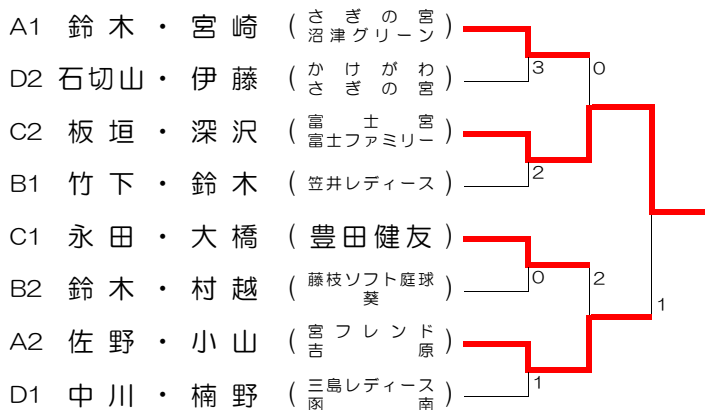 A1 鈴木・宮崎 (さぎの宮 沼津グリーン)
3 0
D2 石切山・伊藤 (かけがわ さぎの宮)
C2 板垣・深沢 (富士宮 富士ファミリー)
2
B1 竹下・鈴木 (笠井レディース)
C1 永田・大橋 (豊田健友)
0 2
B2 鈴木・村越 (藤枝ソフト庭球 葵)
1
A2 佐野・小山 (宮フレンド 吉原)
1
D1 中川・楠野 (三島レディース 函南)